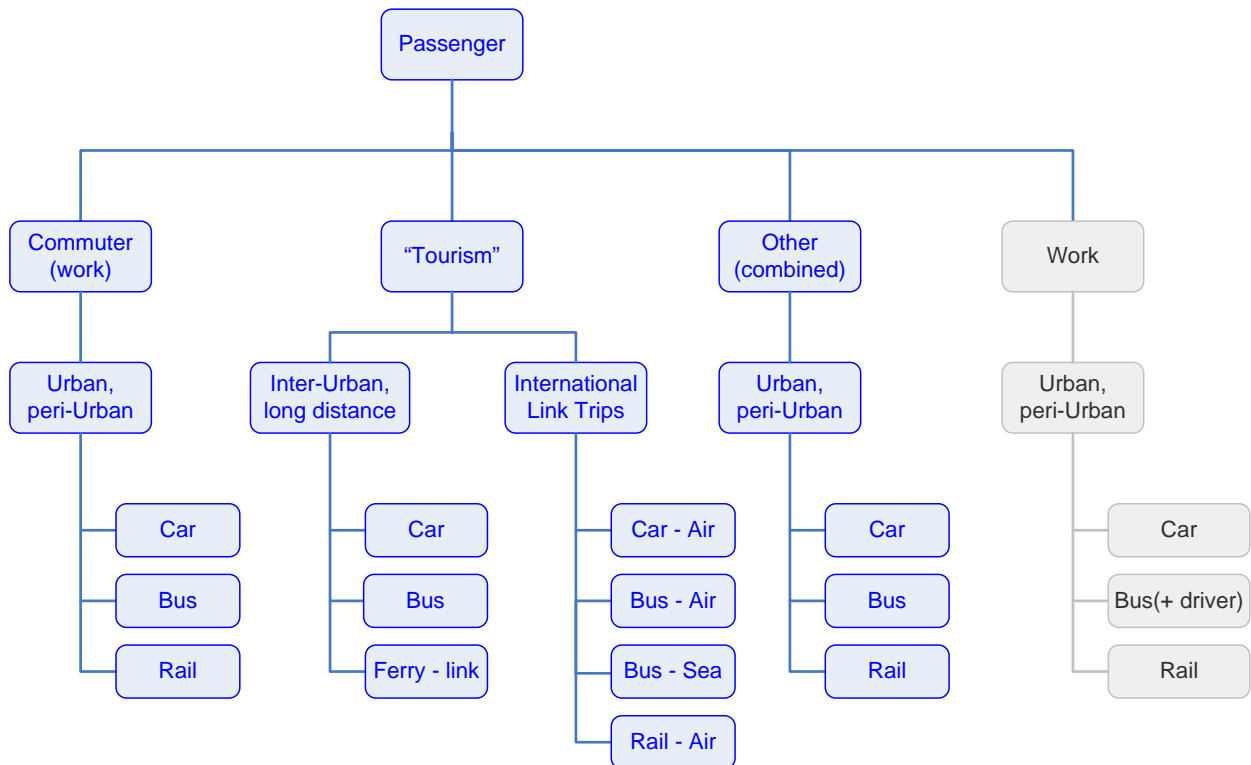 Passenger
Commuter
(work)
“Tourism”
Other
(combined)
Work
Urban,
peri-Urban
Inter-Urban,
long distance
International
Link Trips
Urban,
peri-Urban
Urban,
peri-Urban
Car
Car
Car - Air
Car
Car
Bus
Bus
Bus - Air
Bus
Bus(+ driver)
Rail
Ferry - link
Bus - Sea
Rail
Rail
Rail - Air